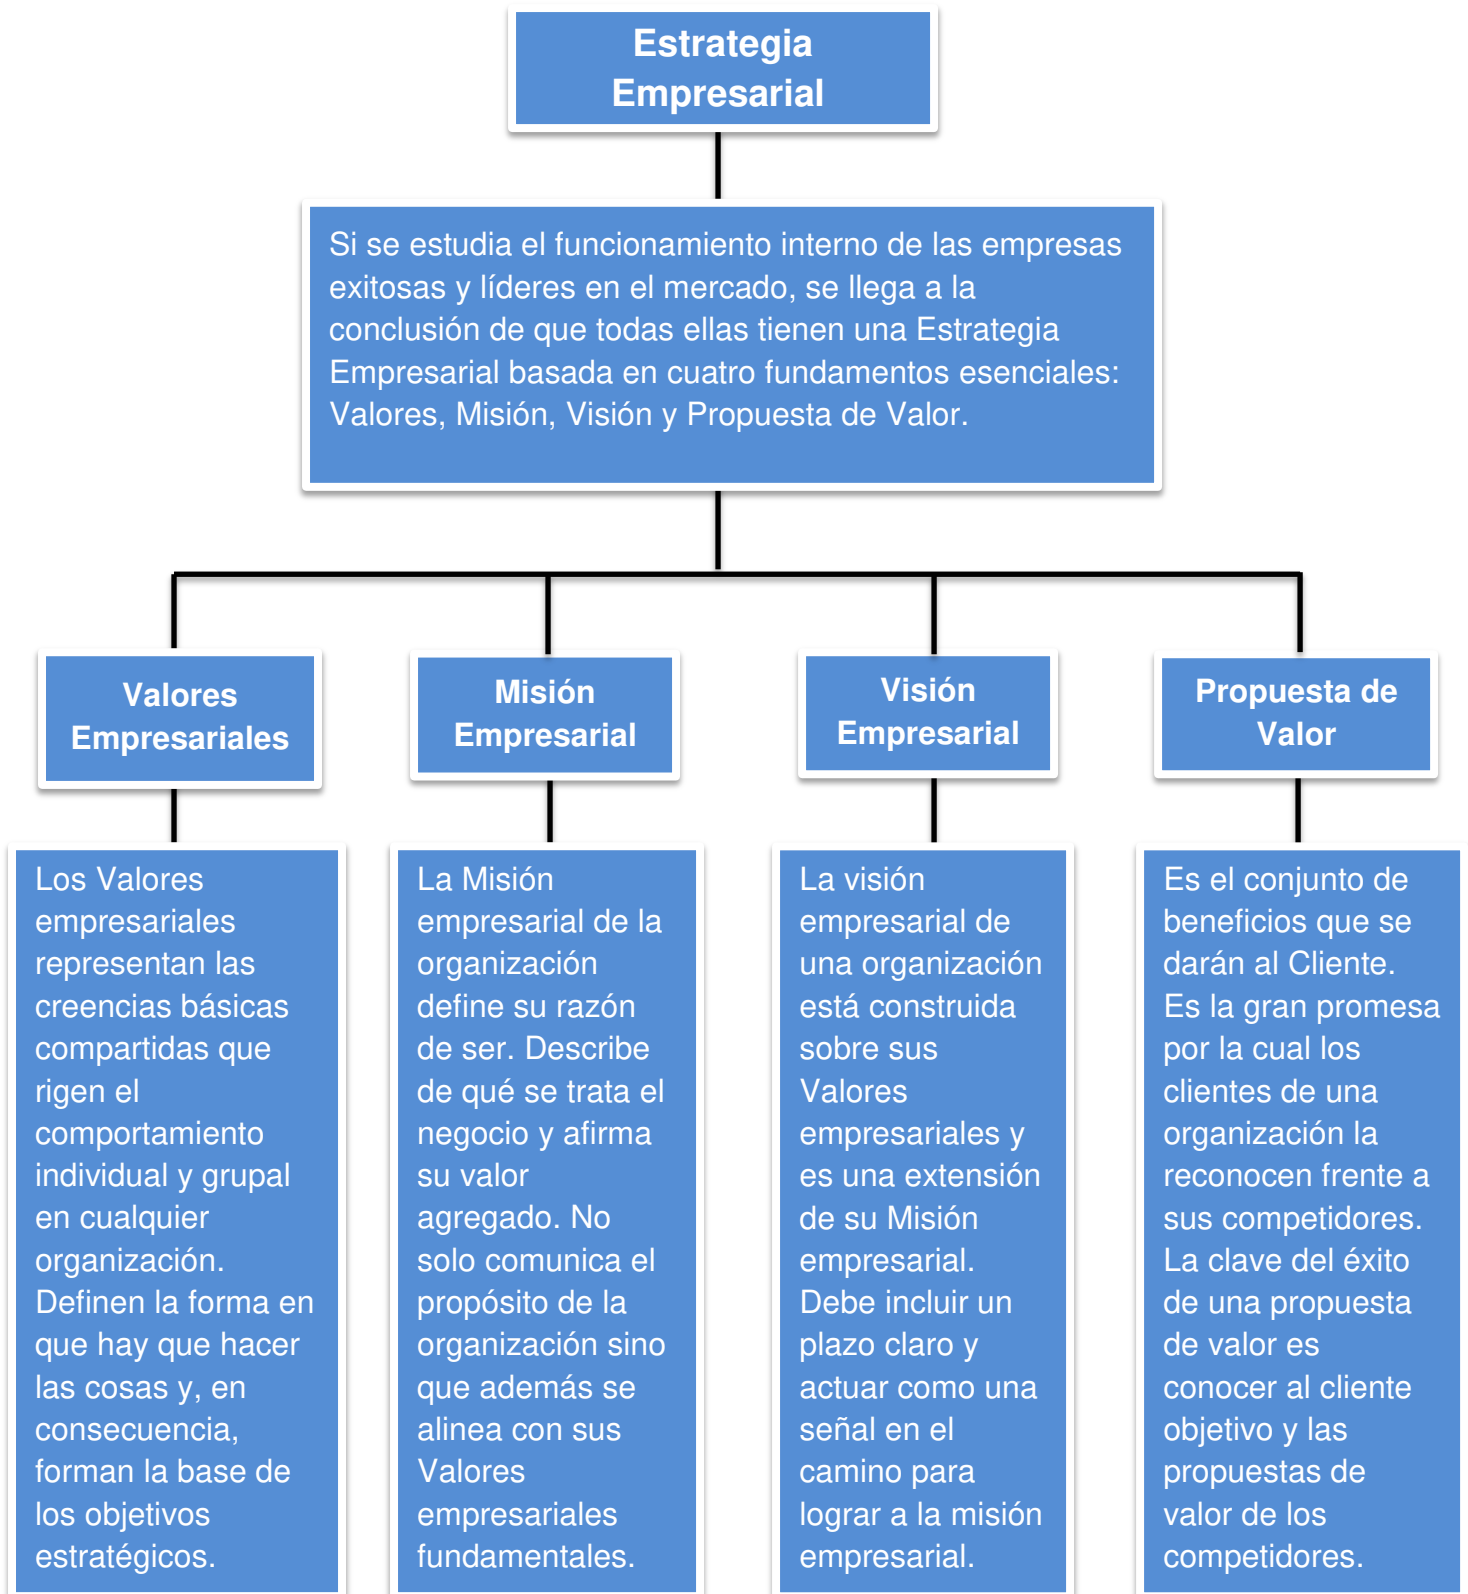 Estrategia
Empresarial
Si se estudia el funcionamiento interno de las empresas
exitosas y líderes en el mercado, se llega a la
conclusión de que todas ellas tienen una Estrategia
Empresarial basada en cuatro fundamentos esenciales:
Valores, Misión, Visión y Propuesta de Valor.
Valores
Empresariales
Los Valores
empresariales
representan las
creencias básicas
compartidas que
rigen el
comportamiento
individual y grupal
en cualquier
organización.
Definen la forma en
que hay que hacer
las cosas y, en
consecuencia,
forman la base de
los objetivos
estratégicos.
Misión
Empresarial
La Misión
empresarial de la
organización
define su razón
de ser. Describe
de qué se trata el
negocio y afirma
su valor
agregado. No
solo comunica el
propósito de la
organización sino
que además se
alinea con sus
Valores
empresariales
fundamentales.
Visión
Empresarial
La visión
empresarial de
una organización
está construida
sobre sus
Valores
empresariales y
es una extensión
de su Misión
empresarial.
Debe incluir un
plazo claro y
actuar como una
señal en el
camino para
lograr a la misión
empresarial.
Propuesta de
Valor
Es el conjunto de
beneficios que se
darán al Cliente.
Es la gran promesa
por la cual los
clientes de una
organización la
reconocen frente a
sus competidores.
La clave del éxito
de una propuesta
de valor es
conocer al cliente
objetivo y las
propuestas de
valor de los
competidores.